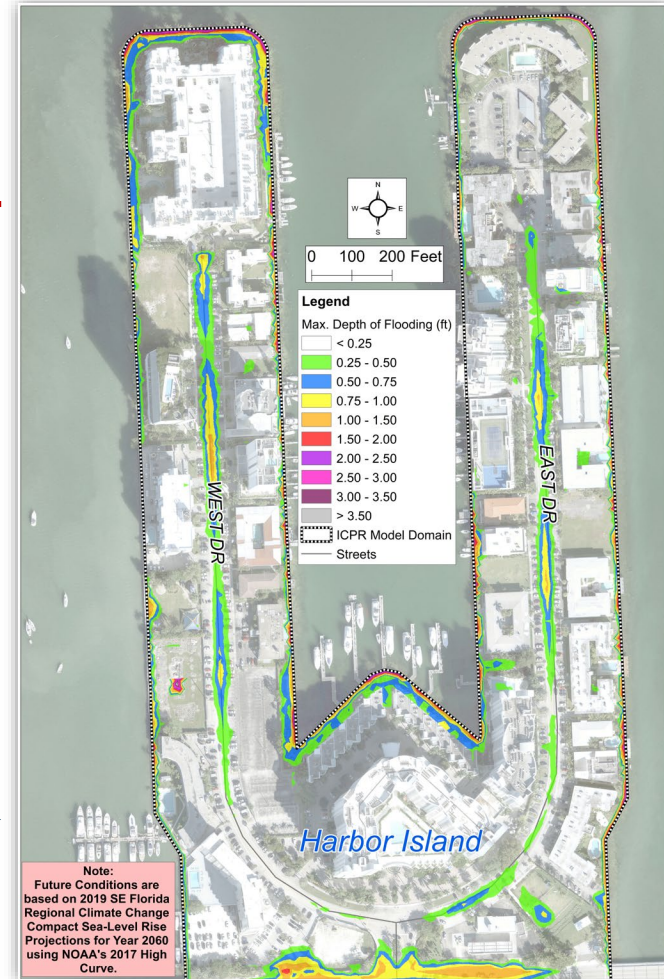 N
W E
S
0 100 200 Feet
Legend
Max. Depth of Flooding (ft)
< 0.25
0.25 - 0.50
0.50 - 0.75
0.75 - 1.00
1.00 - 1.50
1.50 - 2.00
2.00 - 2.50
2.50 - 3.00
3.00 - 3.50
> 3.50
ICPR Model Domain
Streets
WEST DR
EAST DR
Harbor Island
Note:
Future Conditions are
based on 2019 SE Florida
Regional Climate Change
Compact Sea-Level Rise
Projections for Year 2060
using NOAA's 2017 High
Curve.